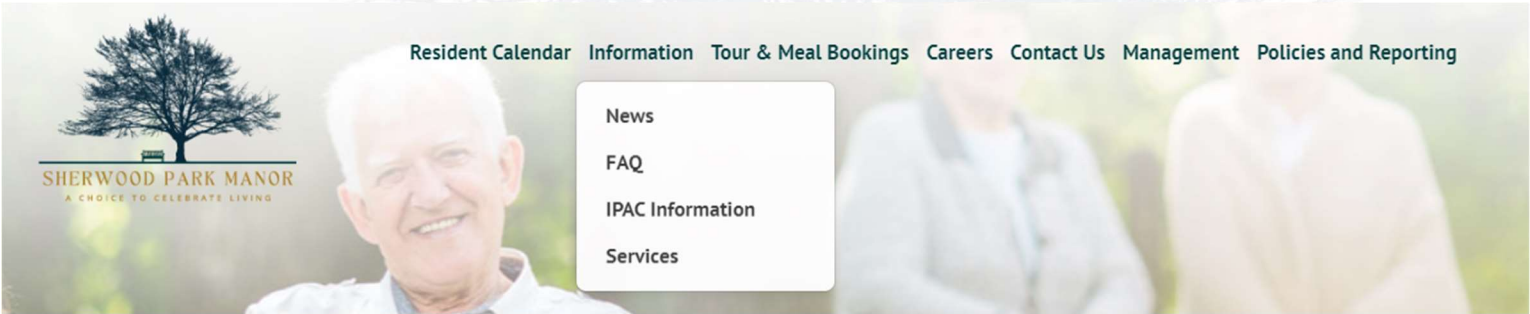 Resident Calendar Information Tour & Meal Bookings Careers Contact Us Management Policies and Reporting
News
FAQ
IPAC Information
Services
SHERWOOD PARK MANOR
A CHOICE TO CELEBRATE LIVING